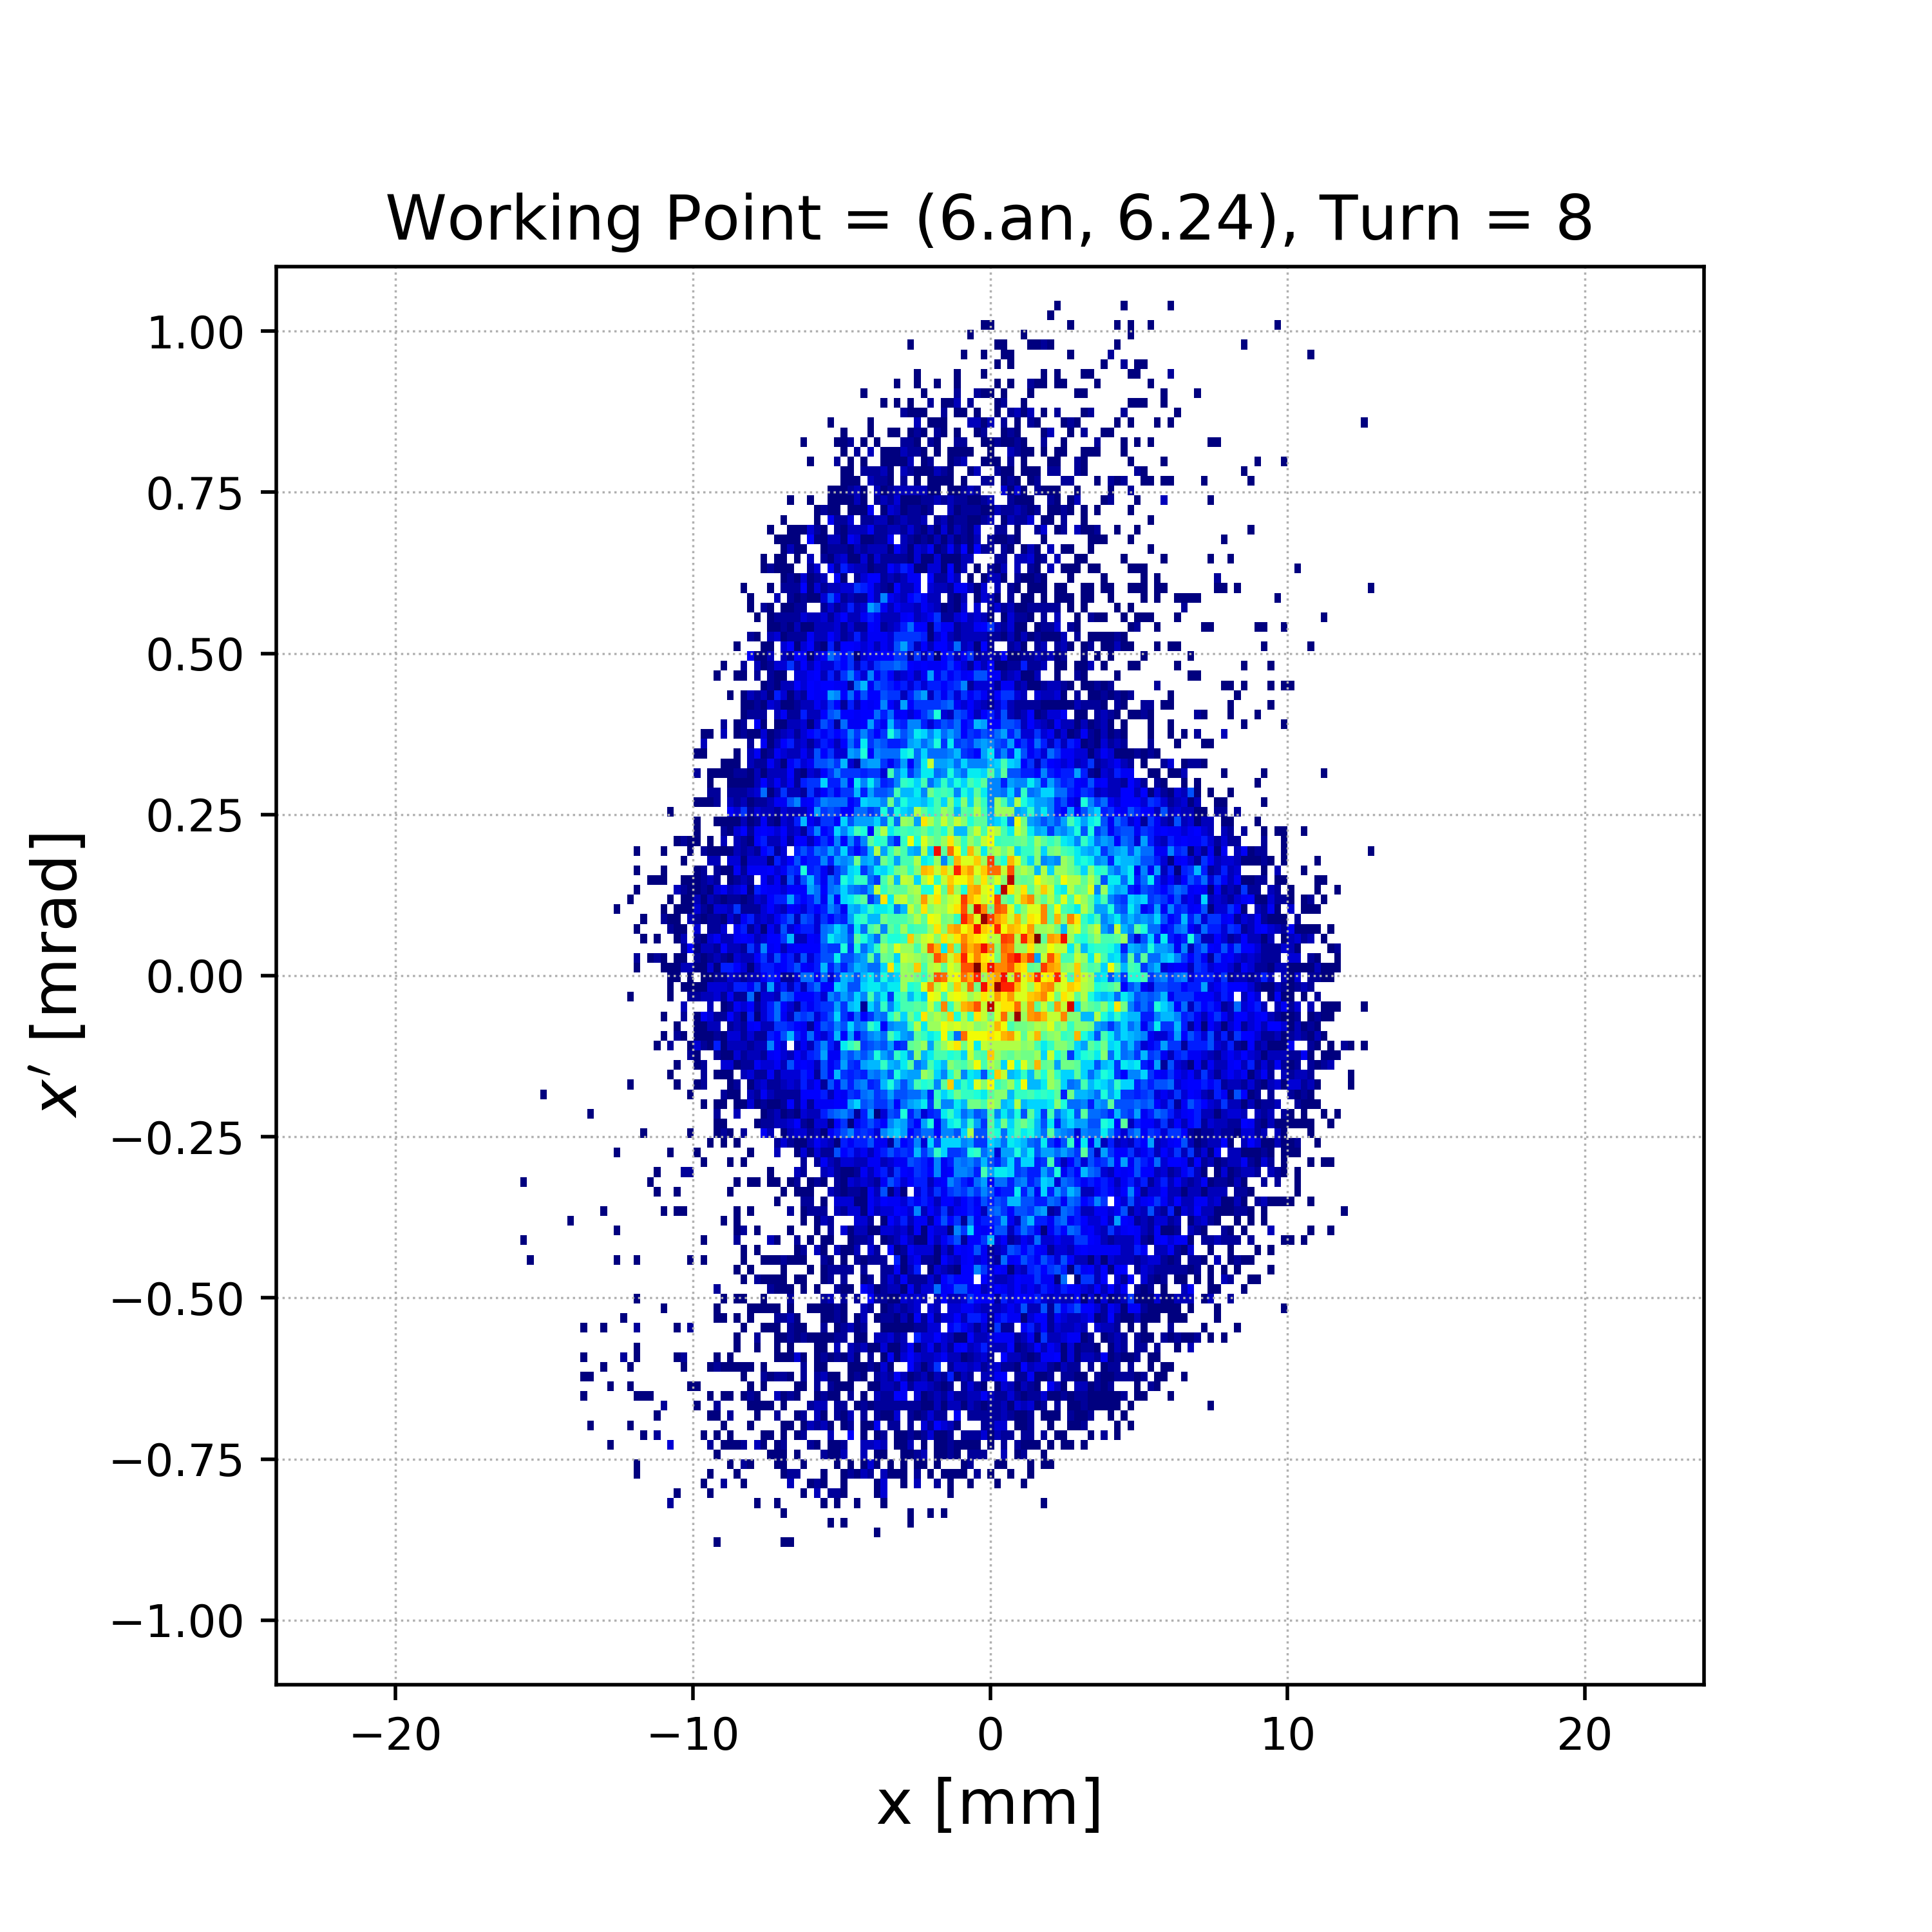 Working Point = (6.an, 6.24), Turn = 8
1.00
0.75
0.50
0.25
0.00
−0.25
−0.50
−0.75
−1.00
x′ [mrad]
−20 −10 0 10 20
x [mm]